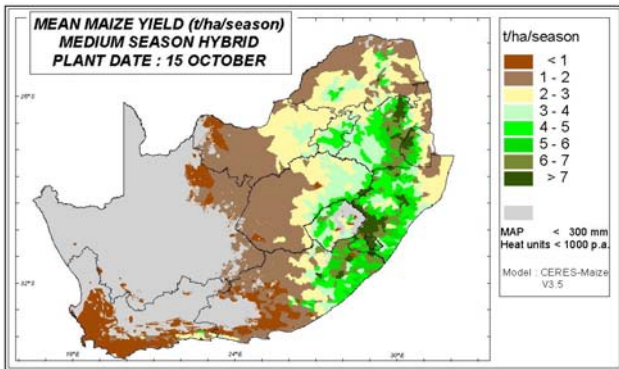 MEAN MAIZE YIELD (t/ha/season)
MEDIUM SEASON HYBRID
PLANT DATE : 15 OCTOBER
t/ha/season
< 1
1 - 2
2 - 3
3 - 4
4 - 5
5 - 6
6 - 7
> 7
MAP < 300 mm
Heat units < 1000 p.a.
Model : CERES-Maize
V3.5
24°E